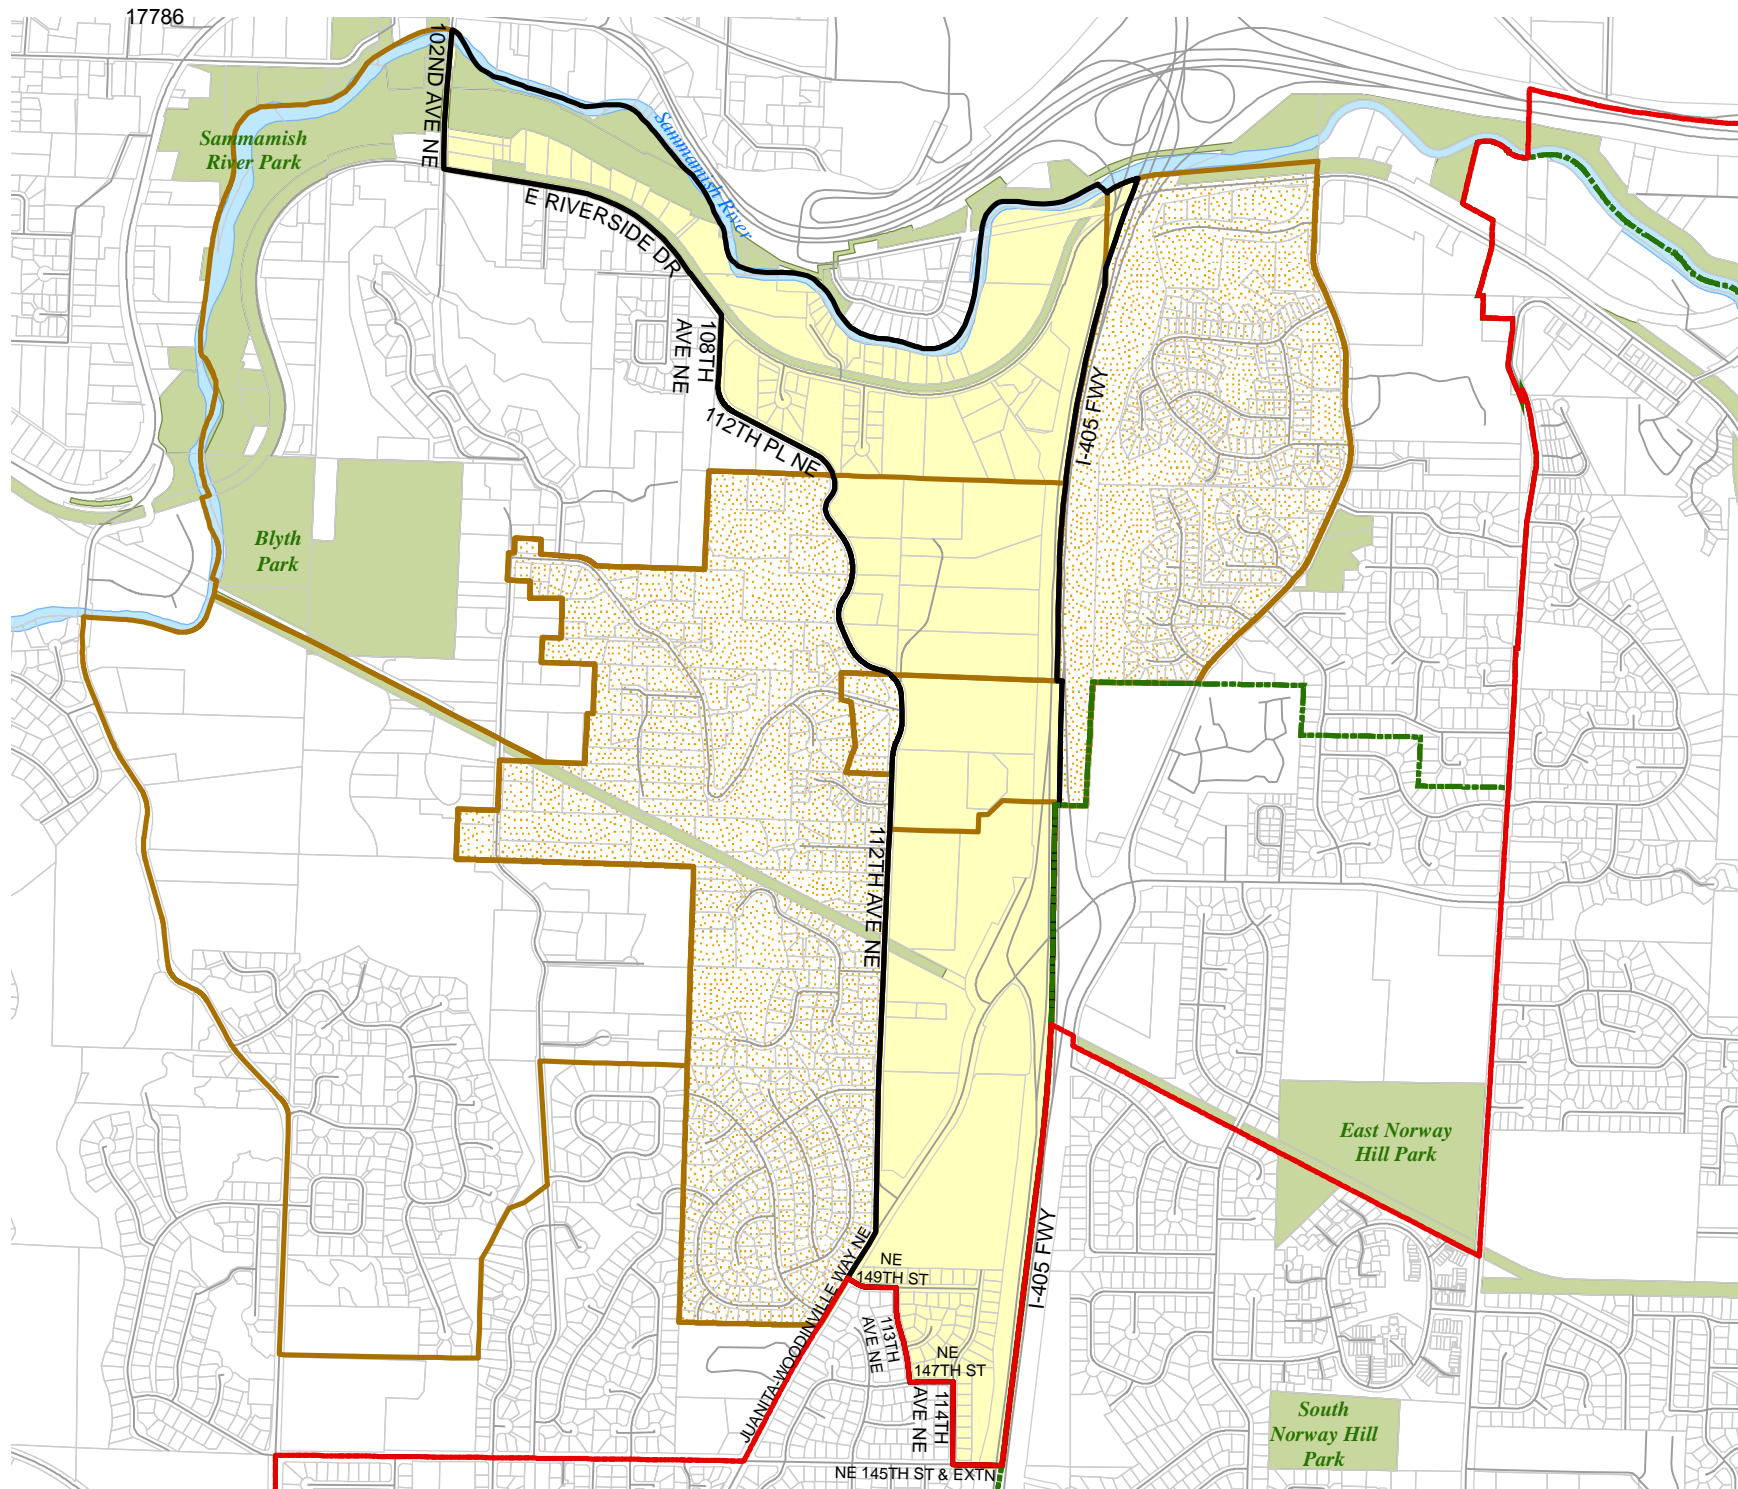 17786
102ND AVE NE
Sammamish
River Park
Sammamish River
E RIVERSIDE DR
108TH
AVE NE
112TH PL NE
I-405 FWY
Blyth
Park
112TH AVE NE
East Norway
Hill Park
I-405 FWY
JUANITA-WOODINVILLE WAY NE
NE
149TH ST
113TH
AVE NE
NE
147TH ST
114TH
AVE NE
South
Norway Hill
Park
NE 145TH ST & EXTN